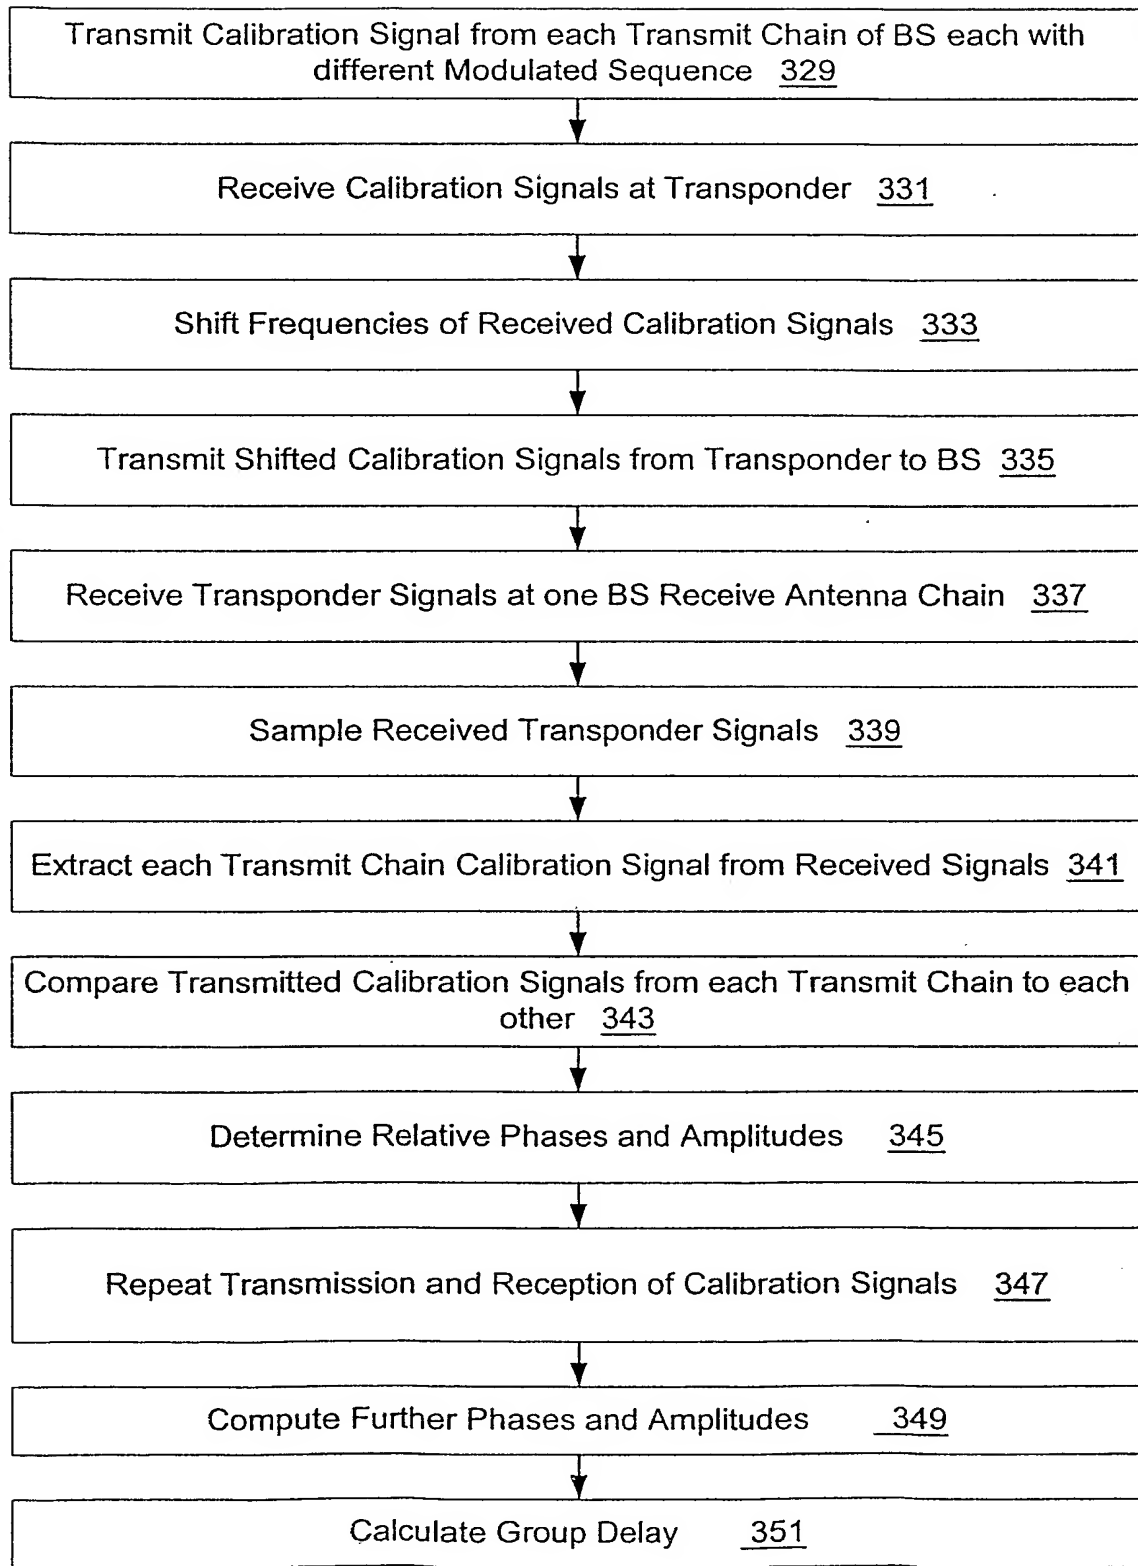 Transmit Calibration Signal from each Transmit Chain of BS each with
different Modulated Sequence 329
Receive Calibration Signals at Transponder 331
Shift Frequencies of Received Calibration Signals 333
Transmit Shifted Calibration Signals from Transponder to BS 335
Receive Transponder Signals at one BS Receive Antenna Chain 337
Sample Received Transponder Signals 339
Extract each Transmit Chain Calibration Signal from Received Signals 341
Compare Transmitted Calibration Signals from each Transmit Chain to each
other 343
Determine Relative Phases and Amplitudes 345
Repeat Transmission and Reception of Calibration Signals 347
Compute Further Phases and Amplitudes 349
Calculate Group Delay 351